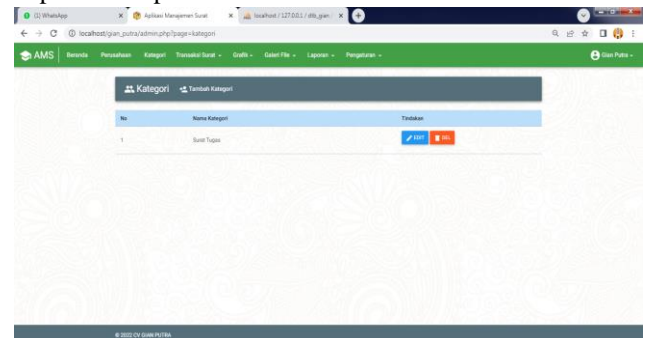 (1) WhatsApp
Aplikasi Manajemen Surat
localhost / 127.0.0.1 / db_gian
localhost/gian_putra/admin.php?page=kategori
AMS Beranda Perusahaan Kategori Transaksi Surat Grafik Galeri File Laporan Pengaturan Gian Putra
Kategori Tambah Kategori
No Nama Kategori Tindakan
1 Surat Tugas EDIT DEL
© 2022 CV GIAN PUTRA